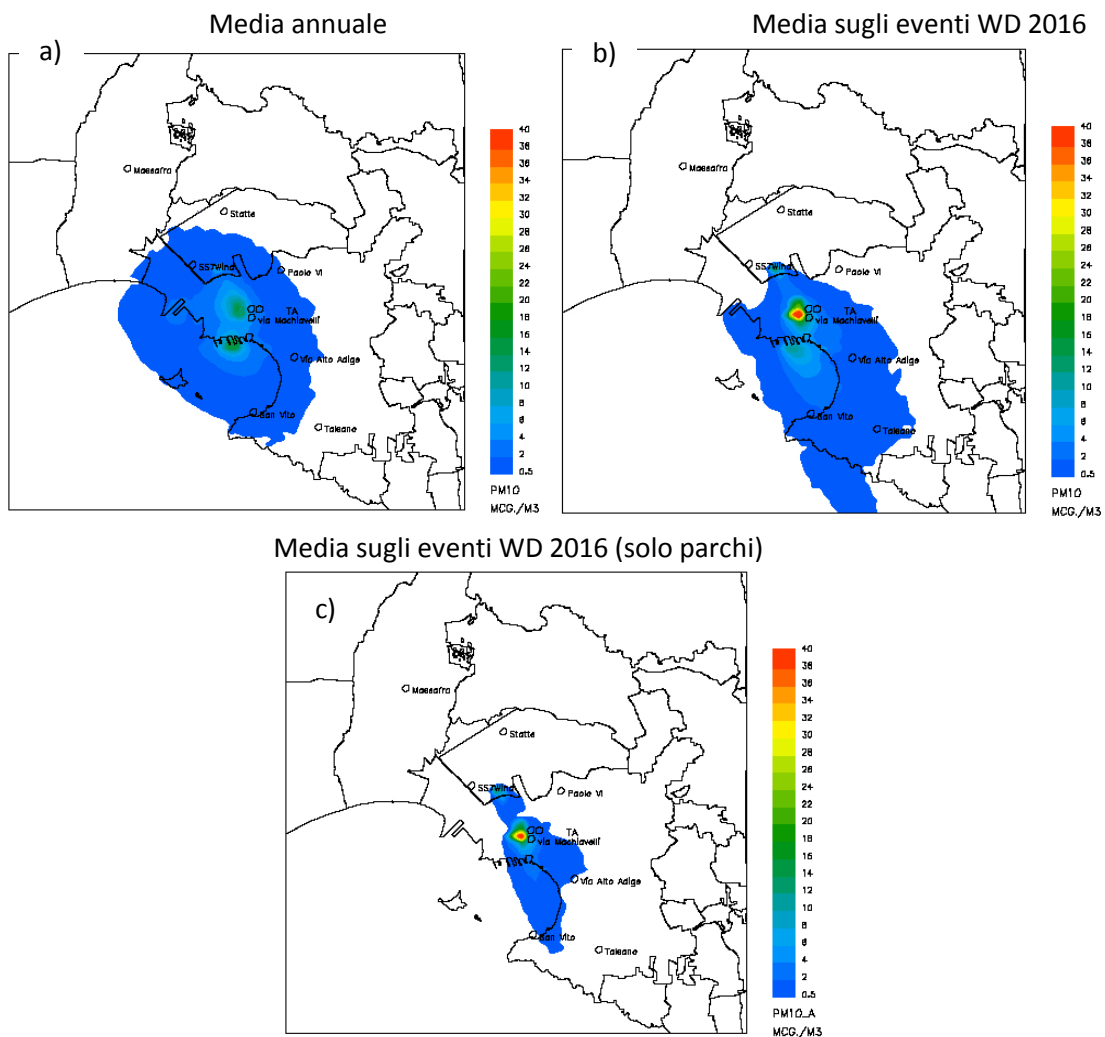 Media annuale
Media sugli eventi WD 2016
a)
b)
Massafra
Statte
SS7Wind
Paolo VI
TA
via Machiavelli
Via Alto Adige
San Vito
Talsano
40
38
36
34
32
30
28
26
24
22
20
18
16
14
12
10
8
6
4
2
0.5
PM10
MCG./M3
Massafra
Statte
SS7Wind
Paolo VI
TA
via Machiavelli
Via Alto Adige
San Vito
Talsano
40
38
36
34
32
30
28
26
24
22
20
18
16
14
12
10
8
6
4
2
0.5
PM10
MCG./M3
Media sugli eventi WD 2016 (solo parchi)
c)
Massafra
Statte
SS7Wind
Paolo VI
TA
via Machiavelli
Via Alto Adige
San Vito
Talsano
40
38
36
34
32
30
28
26
24
22
20
18
16
14
12
10
8
6
4
2
0.5
PM10_A
MCG./M3